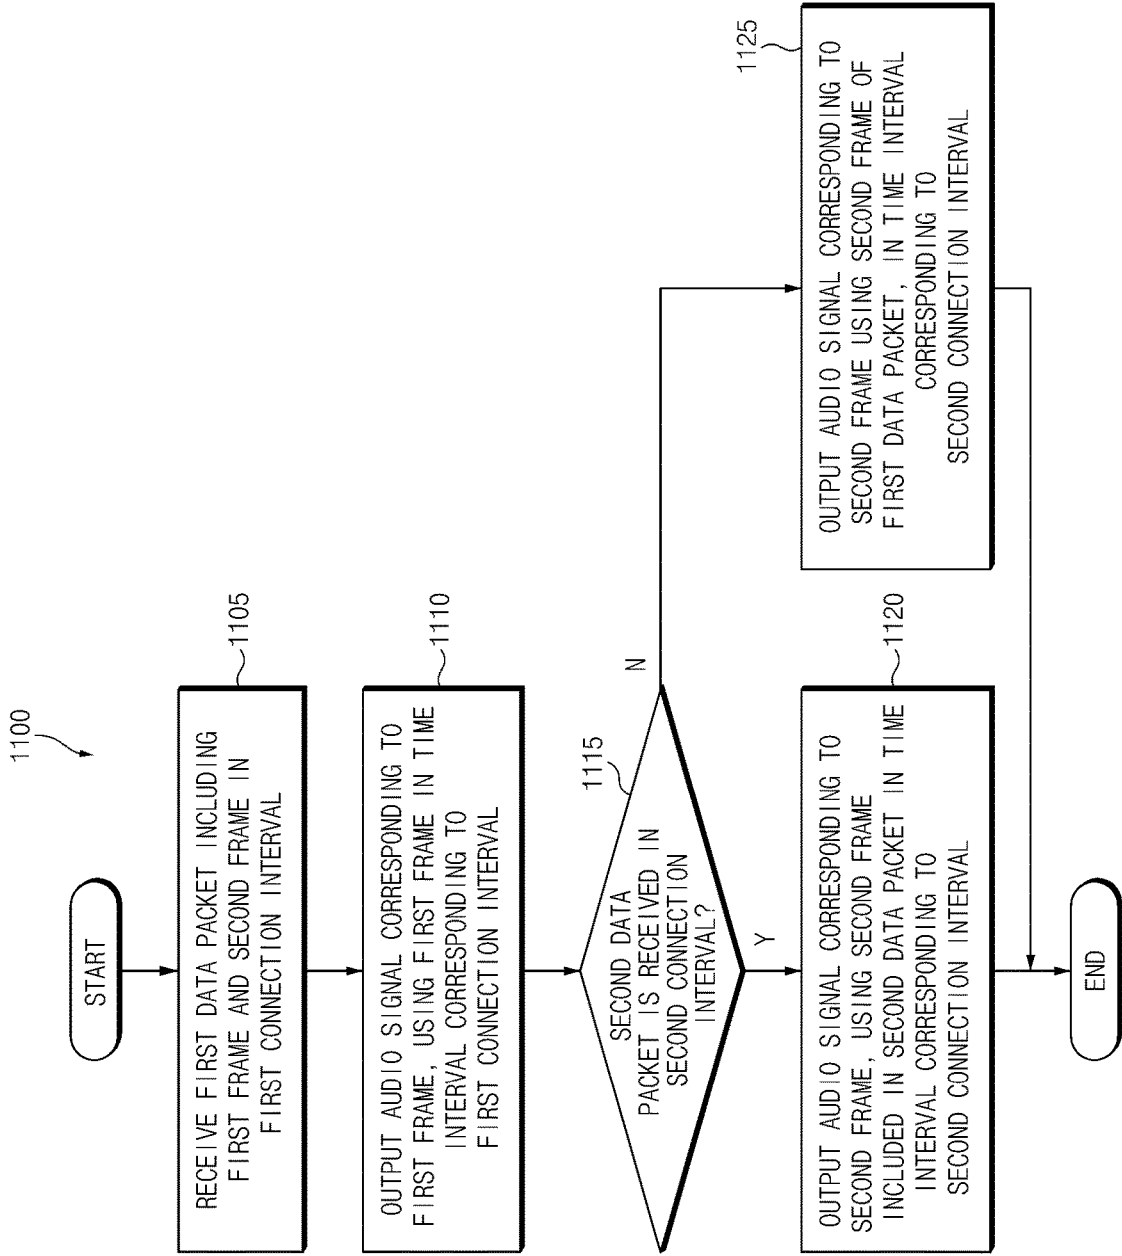 1100
START
RECEIVE FIRST DATA PACKET INCLUDING
FIRST FRAME AND SECOND FRAME IN
FIRST CONNECTION INTERVAL
1105
OUTPUT AUDIO SIGNAL CORRESPONDING TO
FIRST FRAME, USING FIRST FRAME IN TIME
INTERVAL CORRESPONDING TO
FIRST CONNECTION INTERVAL
1110
SECOND DATA
PACKET IS RECEIVED IN
SECOND CONNECTION
INTERVAL?
1115
N
Y
OUTPUT AUDIO SIGNAL CORRESPONDING TO
SECOND FRAME, USING SECOND FRAME
INCLUDED IN SECOND DATA PACKET IN TIME
INTERVAL CORRESPONDING TO
SECOND CONNECTION INTERVAL
1120
OUTPUT AUDIO SIGNAL CORRESPONDING TO
SECOND FRAME USING SECOND FRAME OF
FIRST DATA PACKET, IN TIME INTERVAL
CORRESPONDING TO
SECOND CONNECTION INTERVAL
1125
END